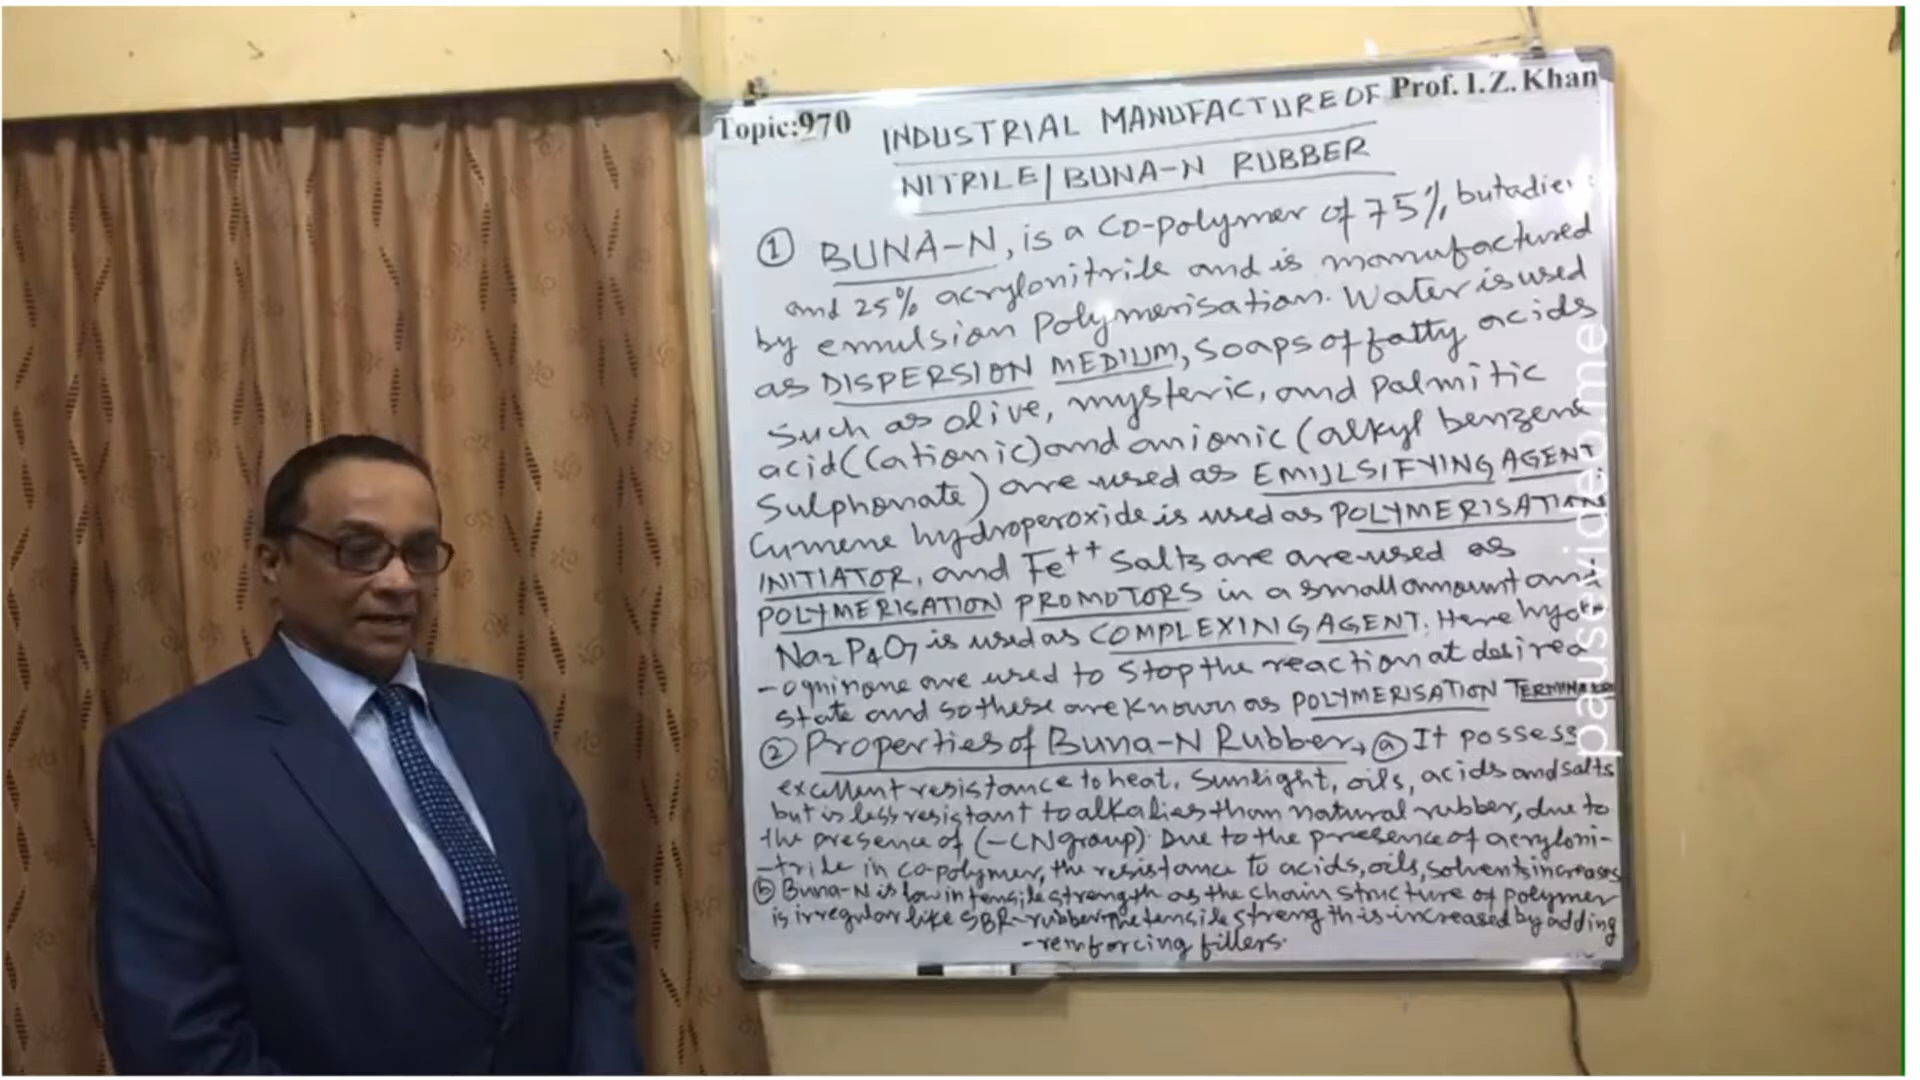 Topic:970
Prof. I.Z. Khan
INDUSTRIAL MANUFACTURE OF
NITRILE/BUNA-N RUBBER
① BUNA-N, is a co-polymer of 75%, butadien
and 25% acrylonitrile and is manufactured
by emulsion polymerisation. Water is used
as DISPERSION MEDIUM, soaps of fatty acids
such as olive, mysteric, and palmitic
acid (Cationic) and anionic (alkyl benzene
sulphonate) are used as EMULSIFYING AGENT.
Cumene hydroperoxide is used as POLYMERISATION
INITIATOR, and Fe++ salts are are used as
POLYMERISATION PROMOTORS in a small amount and
Na2P4O7 is used as COMPLEXING AGENT. Here hydr
-oquinone are used to stop the reaction at desired
state and so these are known as POLYMERISATION TERMINATER
② Properties of Buna-N Rubber → ⓐ It possess
excellent resistance to heat, sunlight, oils, acids and salts
but is less resistant to alkalies than natural rubber, due to
the presence of (-CN group). Due to the presence of acryloni-
-trile in co-polymer, the resistance to acids, oils, solvents, increases
ⓑ Buna-N is low in tensile strength as the chain structure of polymer
is irregular like SBR-rubber. The tensile strength is increased by adding
-reinforcing fillers.
pausevideo.me